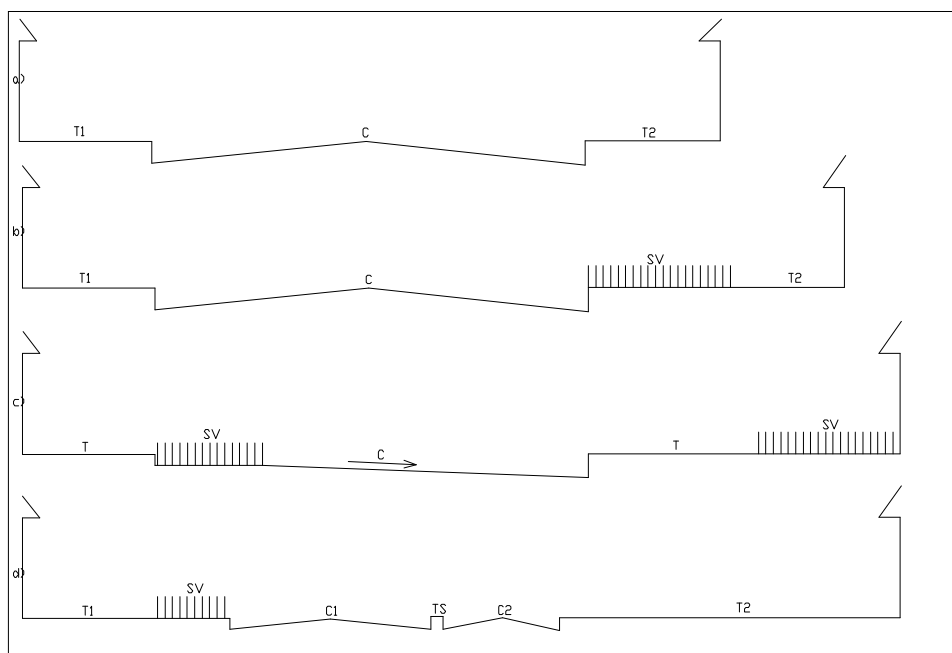 a)
T1 C T2
b)
T1 C SV T2
c)
T SV C T SV
d)
T1 SV C1 TS C2 T2